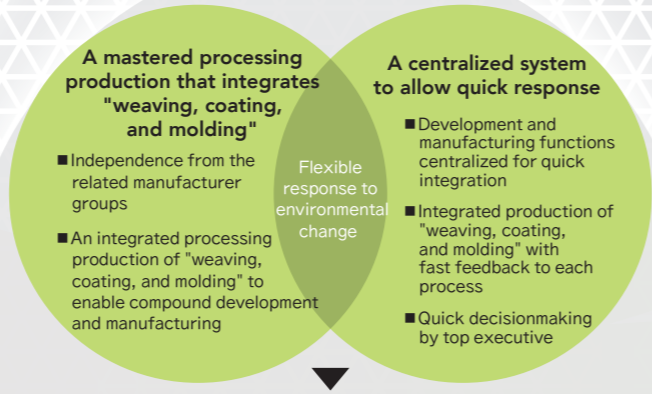 A mastered processing
production that integrates
"weaving, coating,
and molding"
■Independence from the
related manufacturer
groups
■An integrated processing
production of "weaving,
coating, and molding" to
enable compound development
and manufacturing
Flexible
response to
environmental
change
A centralized system
to allow quick response
■Development and
manufacturing functions
centralized for quick
integration
■Integrated production of
"weaving, coating,
and molding" with
fast feedback to each
process
■Quick decisionmaking
by top executive